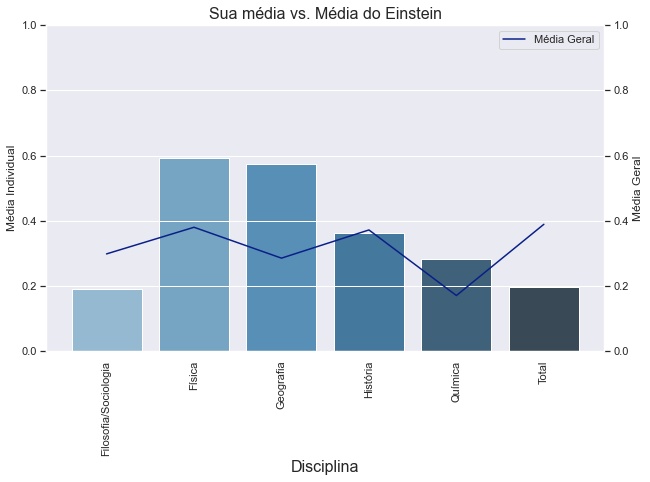 Sua média vs. Média do Einstein
Média Geral
1.0
0.8
0.6
0.4
0.2
0.0
Média Individual
1.0
0.8
0.6
0.4
0.2
0.0
Média Geral
Filosofia/Sociologia
Física
Geografia
História
Química
Total
Disciplina